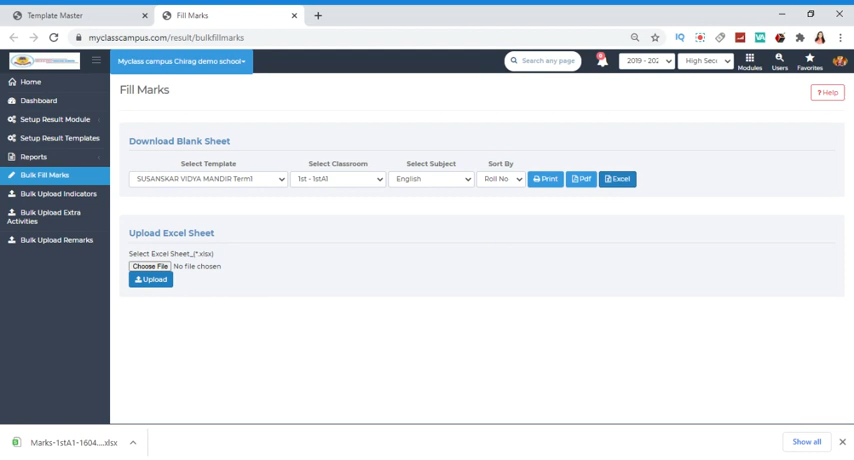 Template Master
Fill Marks
myclasscampus.com/result/bulkfillmarks
IQ
VA
Myclass campus Chirag demo school
Search any page
2019 - 202
High Secc
Modules
Users
Favorites
Home
Dashboard
Setup Result Module
Setup Result Templates
Reports
Bulk Fill Marks
Bulk Upload Indicators
Bulk Upload Extra
Activities
Bulk Upload Remarks
Fill Marks
? Help
Download Blank Sheet
Select Template
Select Classroom
Select Subject
Sort By
SUSANSKAR VIDYA MANDIR Term1
1st - 1stA1
English
Roll No
Print
Pdf
Excel
Upload Excel Sheet
Select Excel Sheet_(*.xlsx)
Choose File No file chosen
Upload
Marks-1stA1-1604....xlsx
Show all